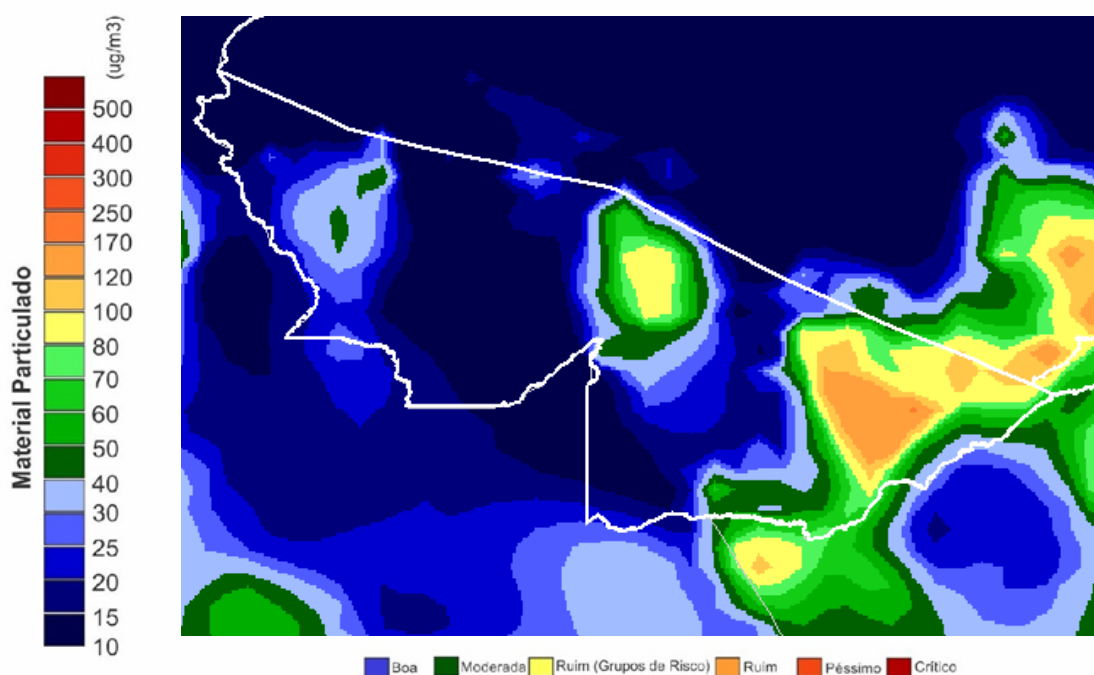 (ug/m3)
Material Particulado
500
400
300
250
170
120
100
80
70
60
50
40
30
25
20
15
10
Boa
Moderada
Ruim (Grupos de Risco)
Ruim
Péssimo
Crítico